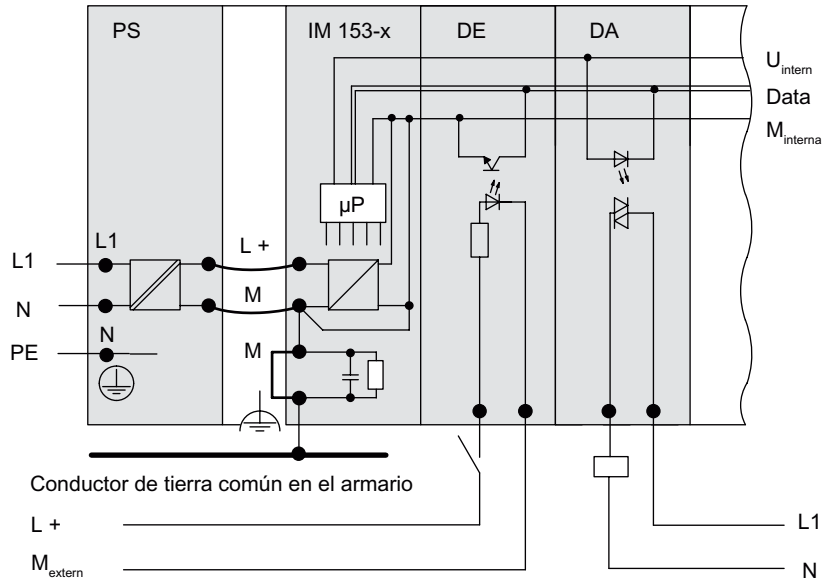 PS
IM 153-x
DE
DA
U intern
Data
M interna
µP
L1
L +
L1
M
N
N
PE
M
Conductor de tierra común en el armario
L +
L1
M extern
N